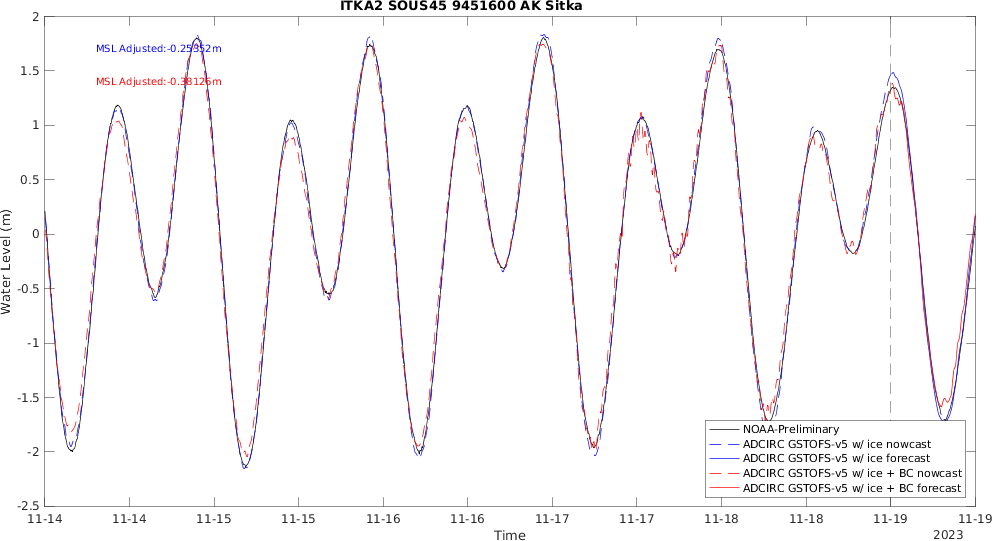 ITKA2 SOUS45 9451600 AK Sitka
2
1.5
1
0.5
0
-0.5
-1
-1.5
-2
-2.5
Water Level (m)
MSL Adjusted:-0.25352m
MSL Adjusted:-0.38126m
NOAA-Preliminary
ADCIRC GSTOFS-v5 w/ ice nowcast
ADCIRC GSTOFS-v5 w/ ice forecast
ADCIRC GSTOFS-v5 w/ ice + BC nowcast
ADCIRC GSTOFS-v5 w/ ice + BC forecast
11-14 11-14 11-15 11-15 11-16 11-16 11-17 11-17 11-18 11-18 11-19 11-19
Time
2023